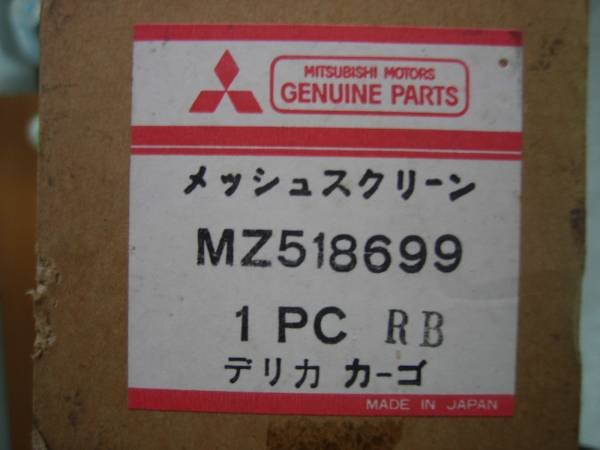 MITSUBISHI MOTORS
GENUINE PARTS
メッシュスクリーン
MZ518699
1 PC RB
デリカ カーゴ
MADE IN JAPAN